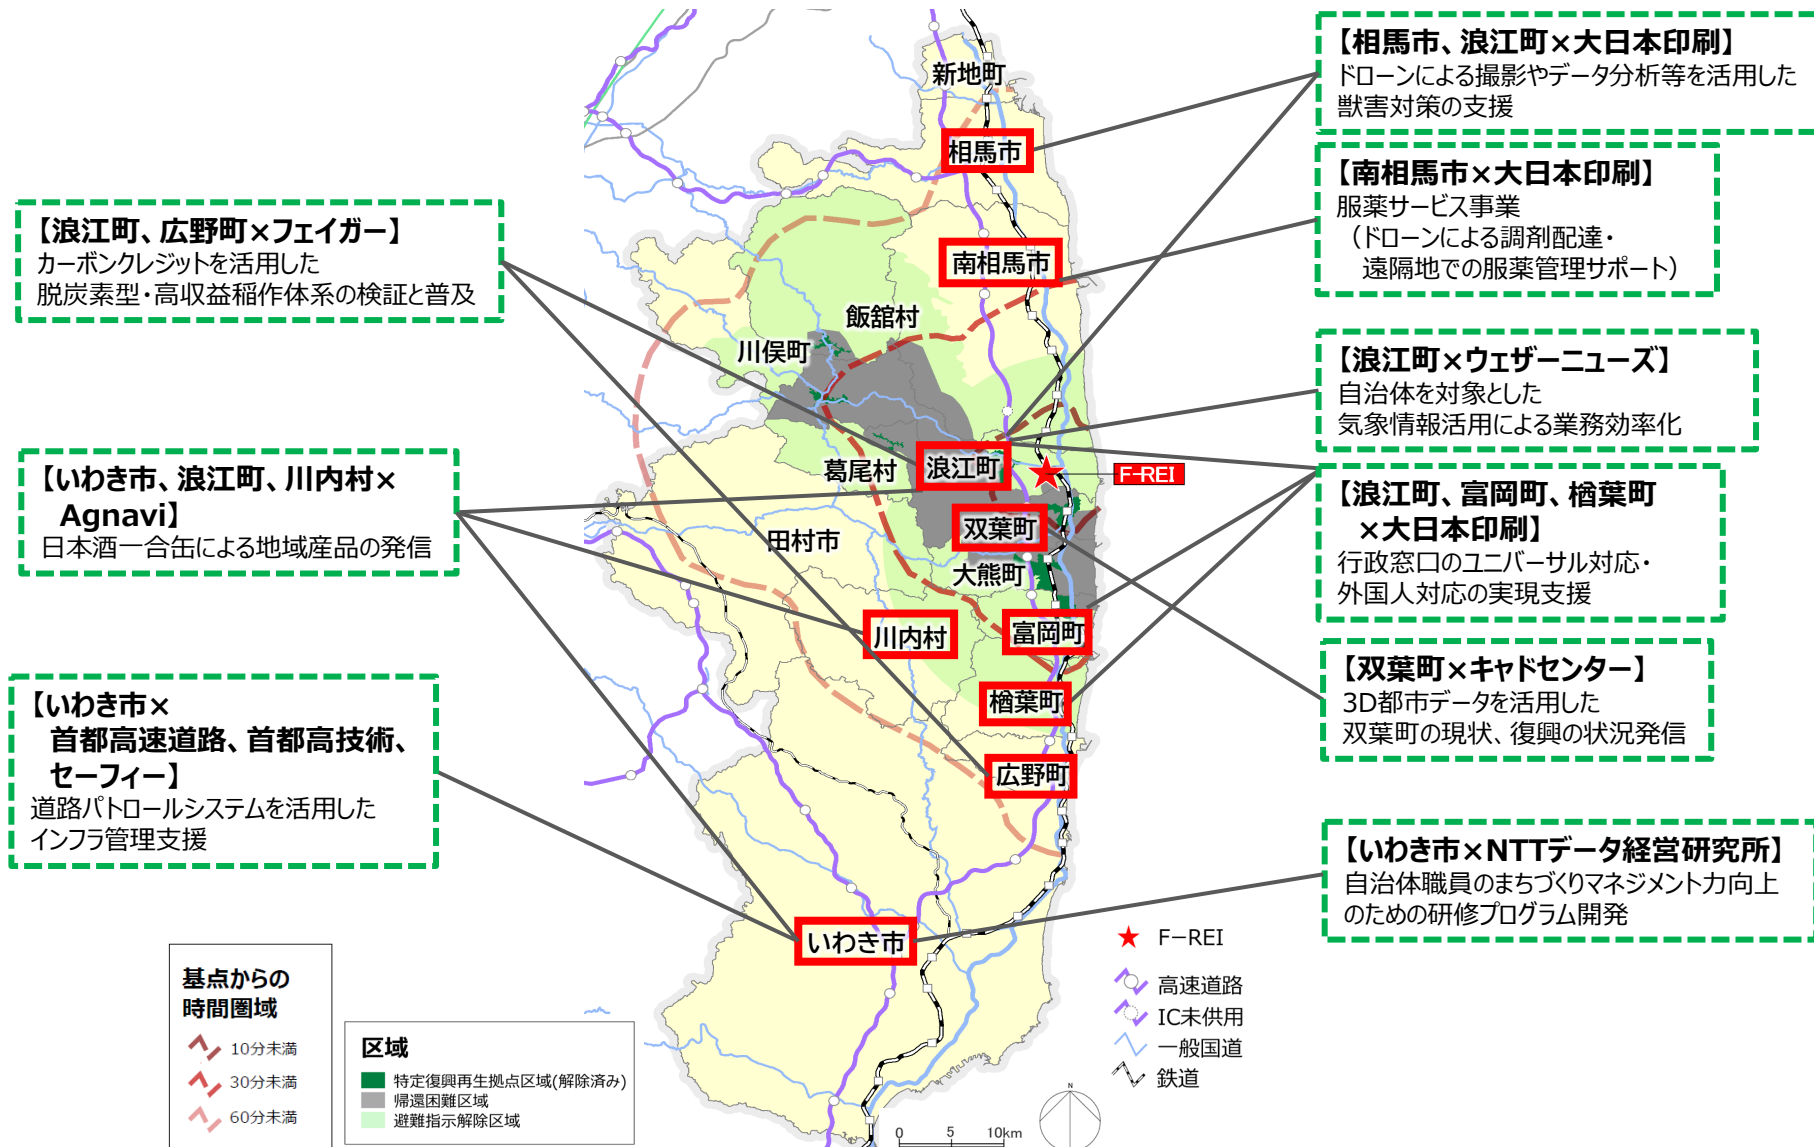 【浪江町、広野町×フェイガー】
カーボンクレジットを活用した
脱炭素型・高収益稲作体系の検証と普及
【いわき市、浪江町、川内村×
Agnavi】
日本酒一合缶による地域産品の発信
【いわき市×
首都高速道路、首都高技術、
セーフィー】
道路パトロールシステムを活用した
インフラ管理支援
新地町
相馬市
南相馬市
飯舘村
川俣町
葛尾村
浪江町
F-REI
双葉町
田村市
大熊町
川内村
富岡町
楢葉町
広野町
いわき市
【相馬市、浪江町×大日本印刷】
ドローンによる撮影やデータ分析等を活用した
獣害対策の支援
【南相馬市×大日本印刷】
服薬サービス事業
（ドローンによる調剤配達・
遠隔地での服薬管理サポート）
【浪江町×ウェザーニューズ】
自治体を対象とした
気象情報活用による業務効率化
【浪江町、富岡町、楢葉町
×大日本印刷】
行政窓口のユニバーサル対応・
外国人対応の実現支援
【双葉町×キャドセンター】
3D都市データを活用した
双葉町の現状、復興の状況発信
【いわき市×NTTデータ経営研究所】
自治体職員のまちづくりマネジメント力向上
のための研修プログラム開発
基点からの
時間圏域
10分未満
30分未満
60分未満
区域
特定復興再生拠点区域(解除済み)
帰還困難区域
避難指示解除区域
F-REI
高速道路
IC未供用
一般国道
鉄道
0 5 10km
N